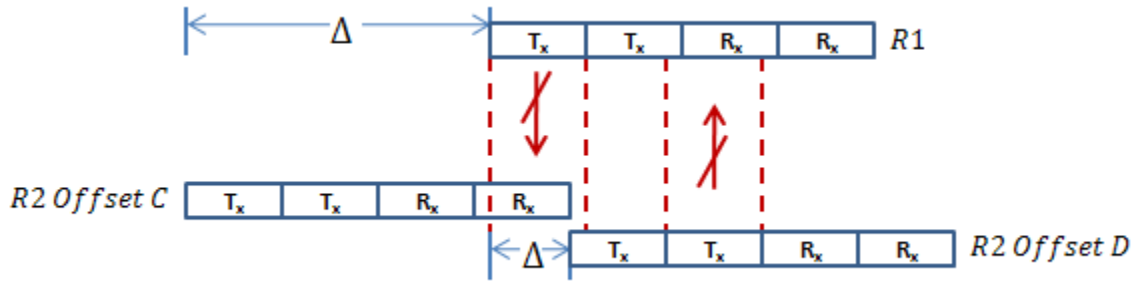 Δ
Tₓ Tₓ Rₓ Rₓ R1
R2 Offset C Tₓ Tₓ Rₓ Rₓ
Δ Tₓ Tₓ Rₓ Rₓ R2 Offset D